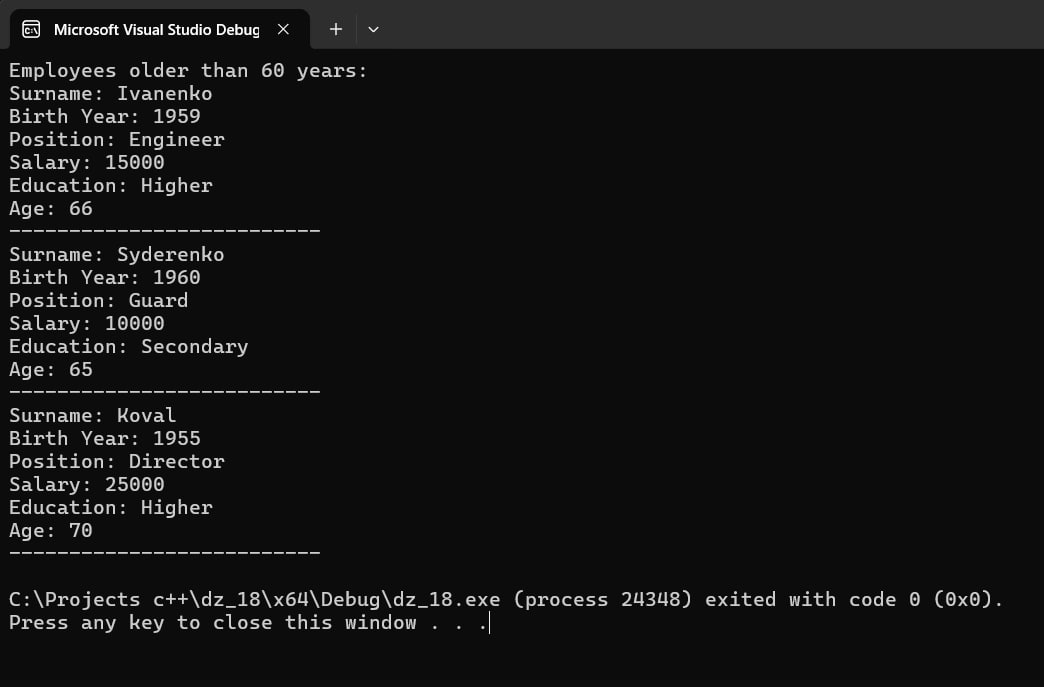 Microsoft Visual Studio Debug
Employees older than 60 years:
Surname: Ivanenko
Birth Year: 1959
Position: Engineer
Salary: 15000
Education: Higher
Age: 66
--------------------------
Surname: Syderenko
Birth Year: 1960
Position: Guard
Salary: 10000
Education: Secondary
Age: 65
--------------------------
Surname: Koval
Birth Year: 1955
Position: Director
Salary: 25000
Education: Higher
Age: 70
--------------------------
C:\Projects c++\dz_18\x64\Debug\dz_18.exe (process 24348) exited with code 0 (0x0).
Press any key to close this window . . .